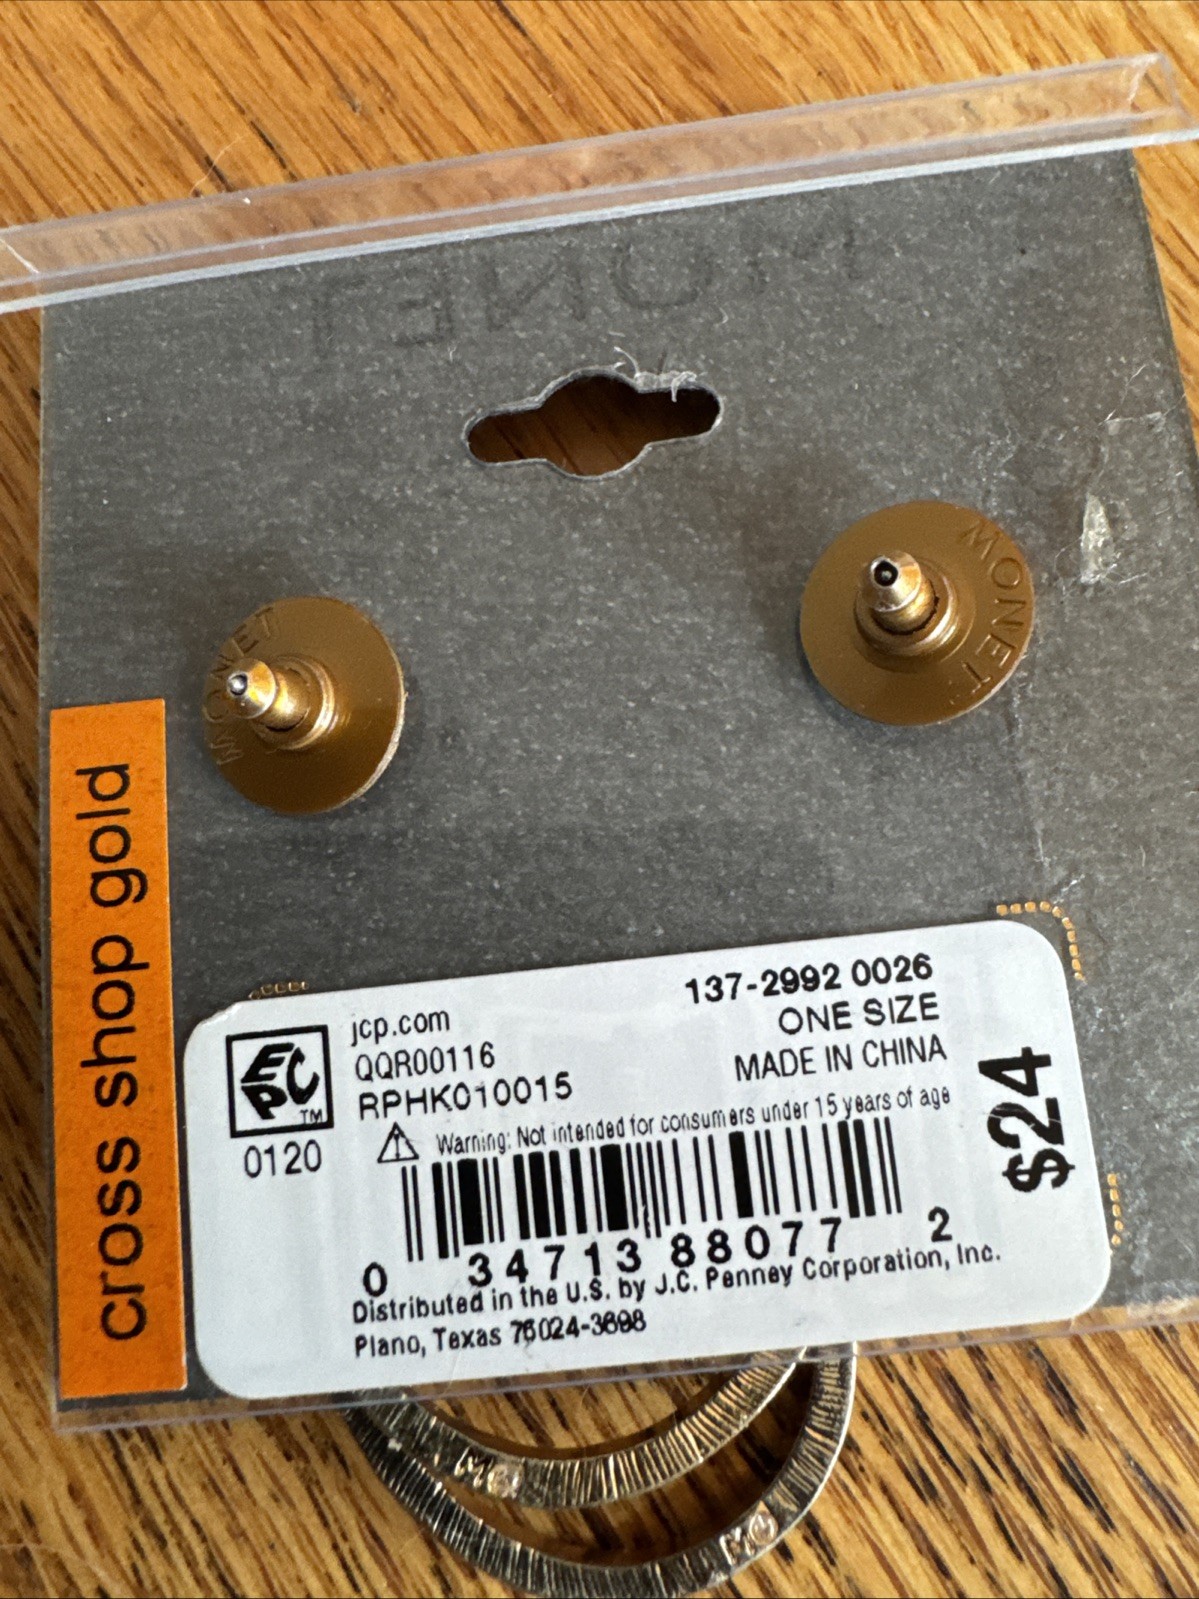 MONET
MONET
MONET
cross shop gold
EPC
TM
0120
jcp.com
QQR00116
RPHK010015
137-2992 0026
ONE SIZE
MADE IN CHINA
Warning: Not intended for consumers under 15 years of age
$24
0 34713 88077 2
Distributed in the U.S. by J.C. Penney Corporation, Inc.
Plano, Texas 75024-3698
M©
M©